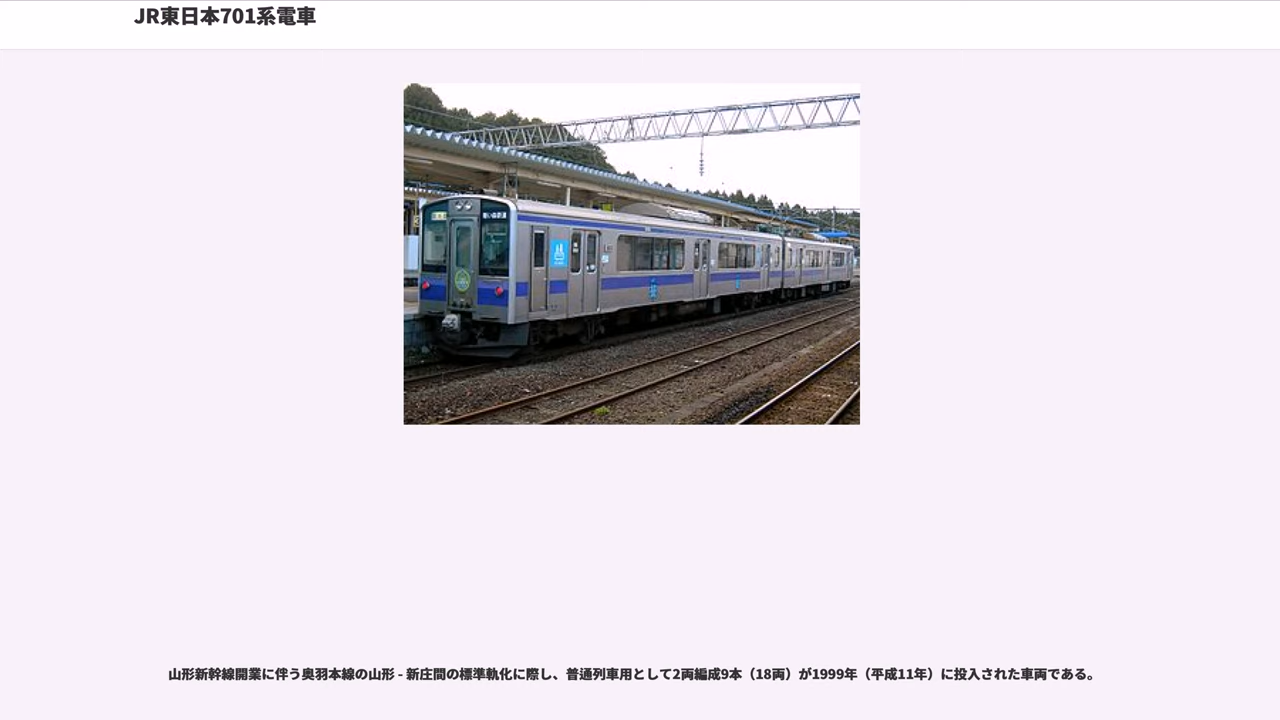 JR東日本701系電車
山形新幹線開業に伴う奥羽本線の山形 - 新庄間の標準軌化に際し、普通列車用として2両編成9本（18両）が1999年（平成11年）に投入された車両である。